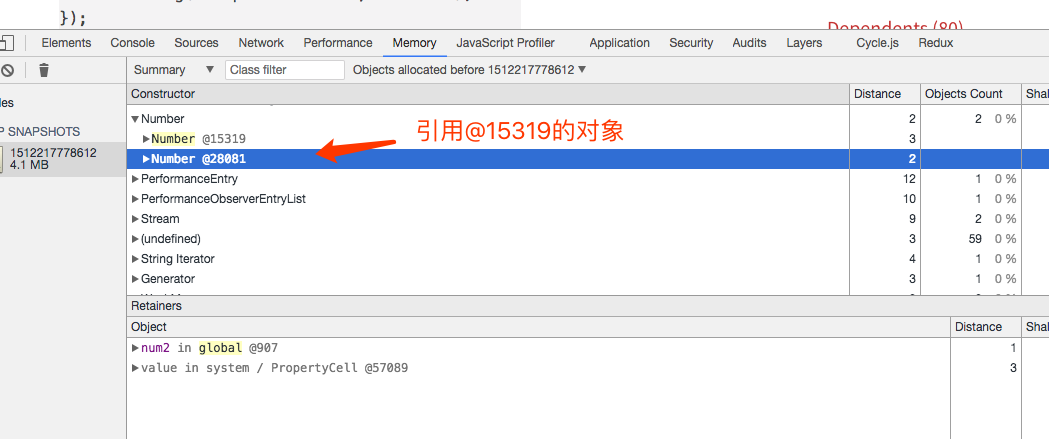 });
Dependents (80)
Elements Console Sources Network Performance Memory JavaScript Profiler Application Security Audits Layers Cycle.js Redux
Summary ▼ Class filter Objects allocated before 1512217778612 ▼
Constructor Distance Objects Count Shal
▼Number 2 2 0 %
▶Number @15319 3
引用@15319的对象
▶Number @28081 2
▶PerformanceEntry 12 1 0 %
▶PerformanceObserverEntryList 10 1 0 %
▶Stream 9 2 0 %
▶(undefined) 3 59 0 %
▶String Iterator 4 1 0 %
▶Generator 3 1 0 %
les
P SNAPSHOTS
1512217778612
4.1 MB
Retainers
Object Distance Shal
▶num2 in global @907 1
▶value in system / PropertyCell @57089 3